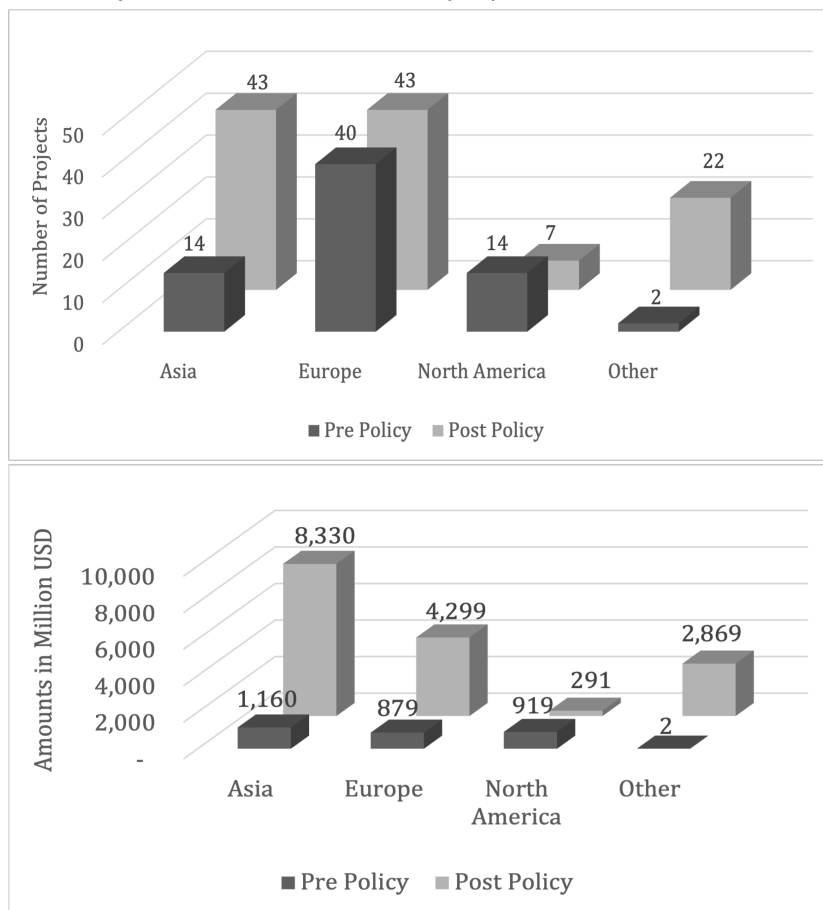 43
43
40
50
40
22
30
14
14
20
7
10
2
0
Number of Projects
Asia
Europe
North America
Other
Pre Policy
Post Policy
8,330
10,000
4,299
8,000
2,869
6,000
4,000
1,160
879
919
291
2,000
2
-
Amounts in Million USD
Asia
Europe
North
America
Other
Pre Policy
Post Policy